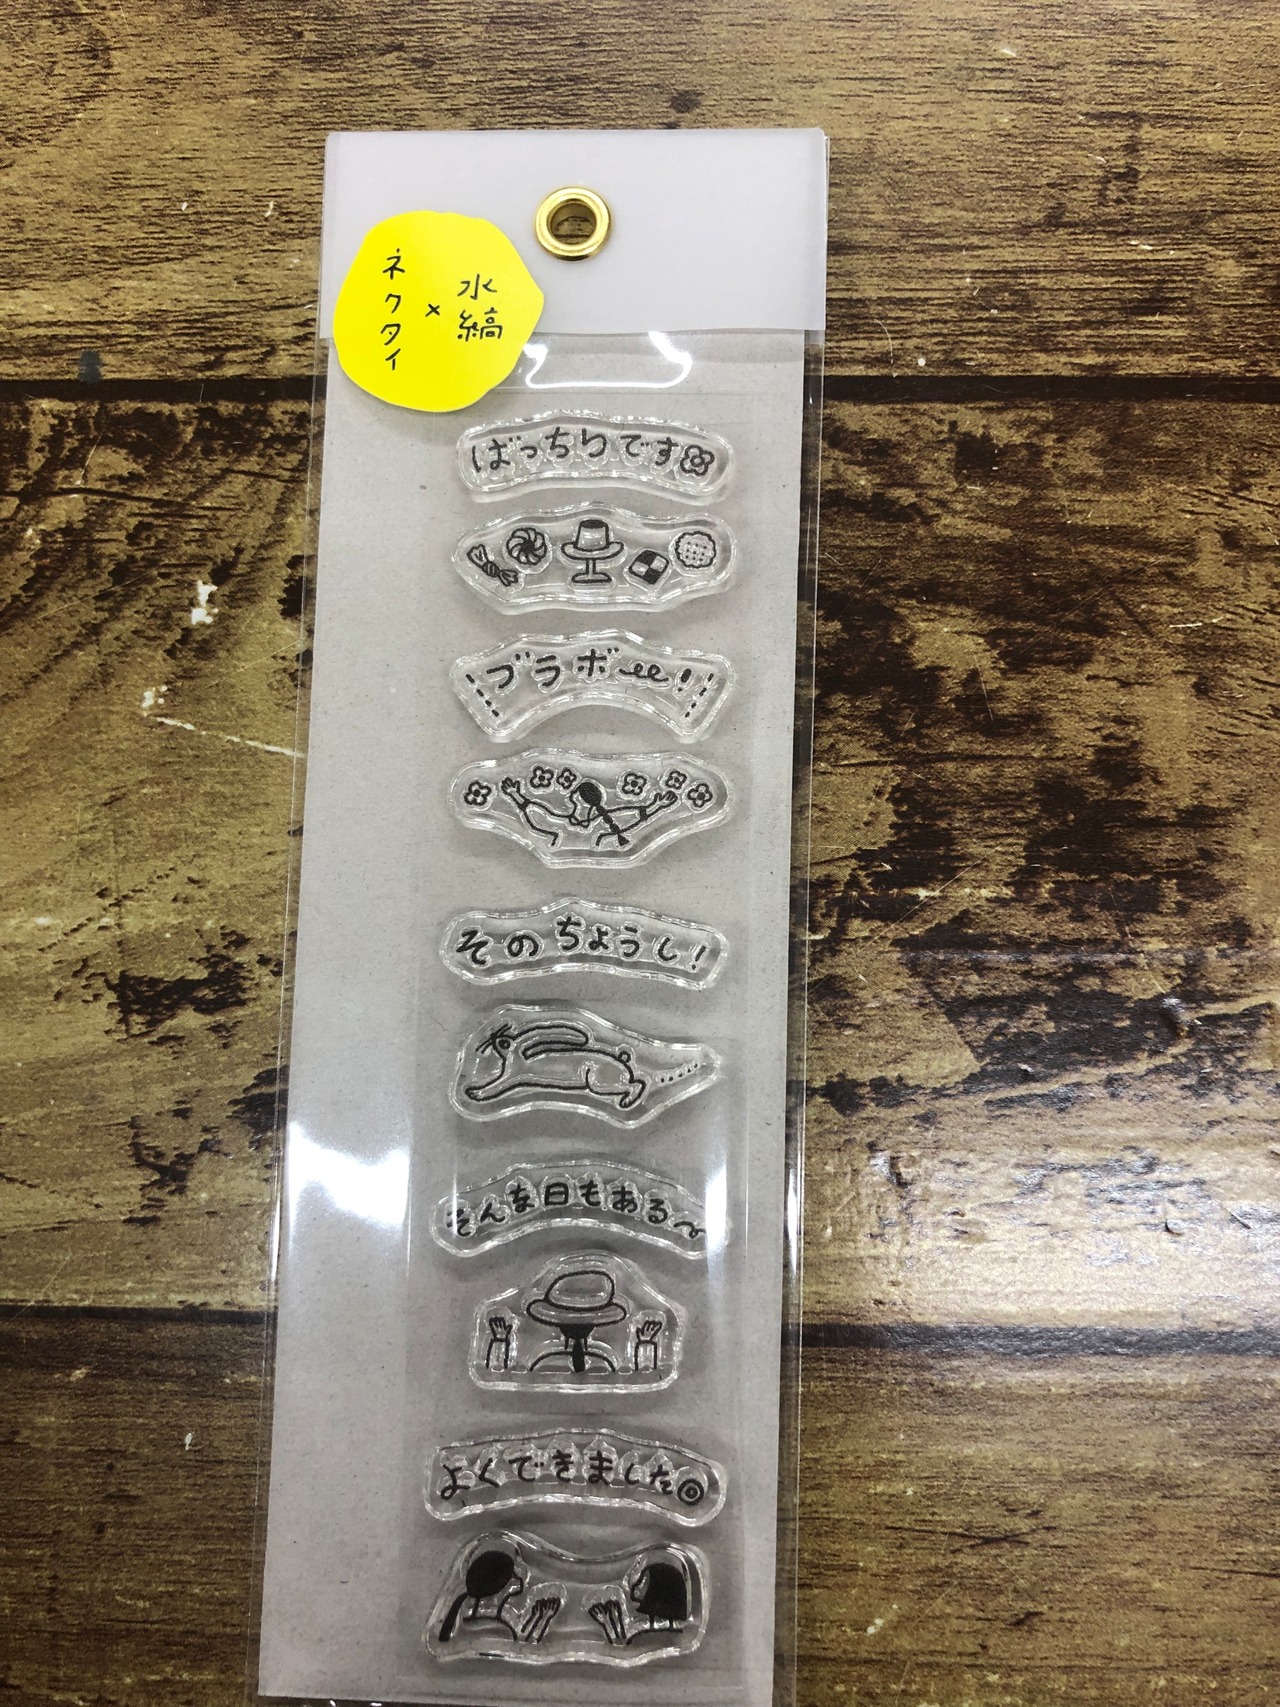 水縞
×
ネクタイ
ばっちりです
ブラボー!!
そのちょうし!
そんな日もある〜
よくできました◎